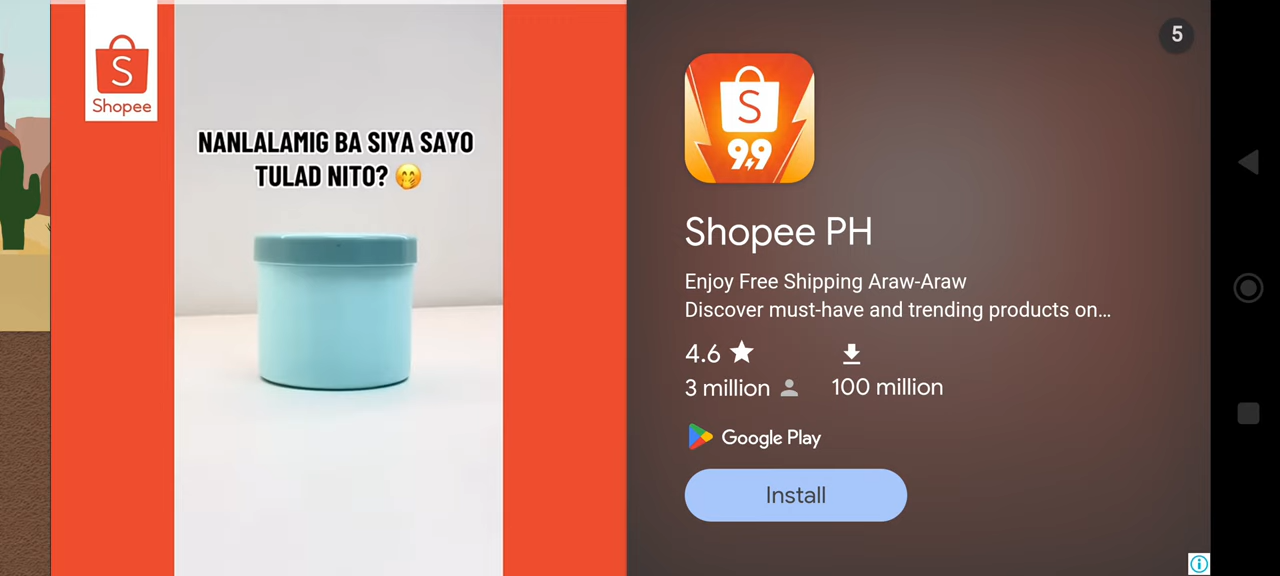 S
Shopee
NANLALAMIG BA SIYA SAYO
TULAD NITO? 🤭
5
S
9.9
Shopee PH
Enjoy Free Shipping Araw-Araw
Discover must-have and trending products on...
4.6 ★
3 million
100 million
Google Play
Install